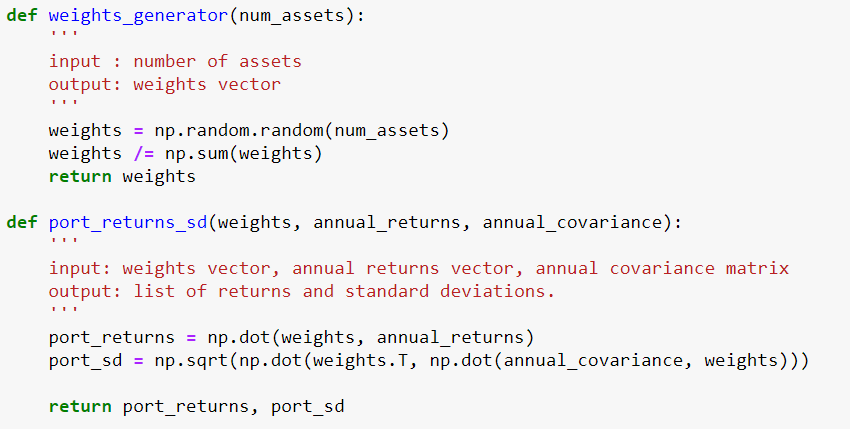 def weights_generator(num_assets):
    '''
    input : number of assets
    output: weights vector
    '''
    weights = np.random.random(num_assets)
    weights /= np.sum(weights)
    return weights

def port_returns_sd(weights, annual_returns, annual_covariance):
    '''
    input: weights vector, annual returns vector, annual covariance matrix
    output: list of returns and standard deviations.
    '''
    port_returns = np.dot(weights, annual_returns)
    port_sd = np.sqrt(np.dot(weights.T, np.dot(annual_covariance, weights)))

    return port_returns, port_sd